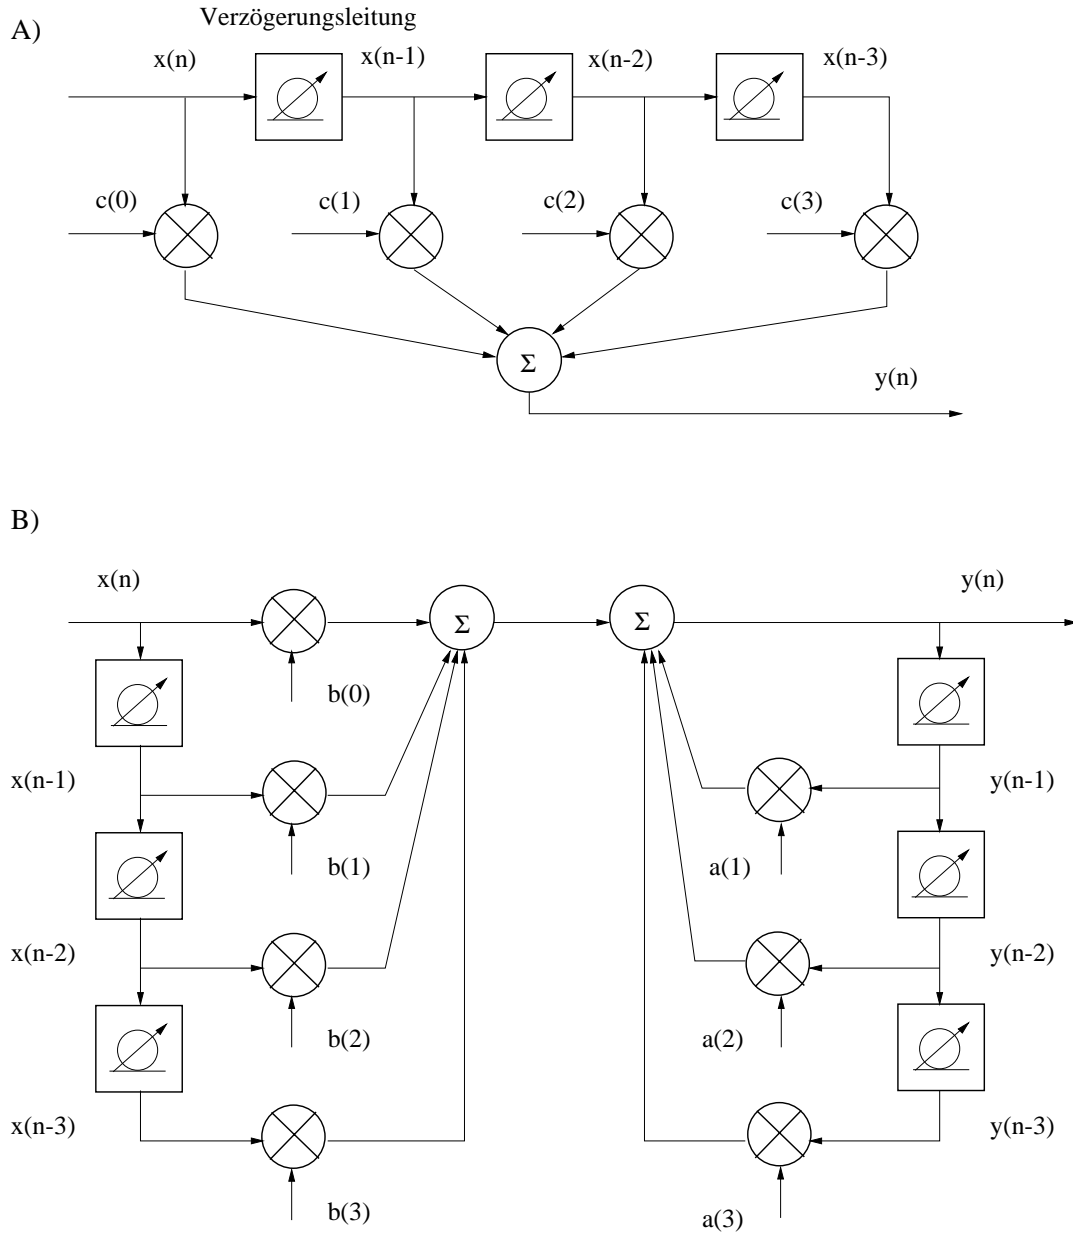 A)
Verzögerungsleitung
x(n) x(n-1) x(n-2) x(n-3)
c(0) c(1) c(2) c(3)
Σ
y(n)
B)
x(n) y(n)
Σ Σ
b(0)
x(n-1) y(n-1)
b(1) a(1)
x(n-2) y(n-2)
b(2) a(2)
x(n-3) y(n-3)
b(3) a(3)